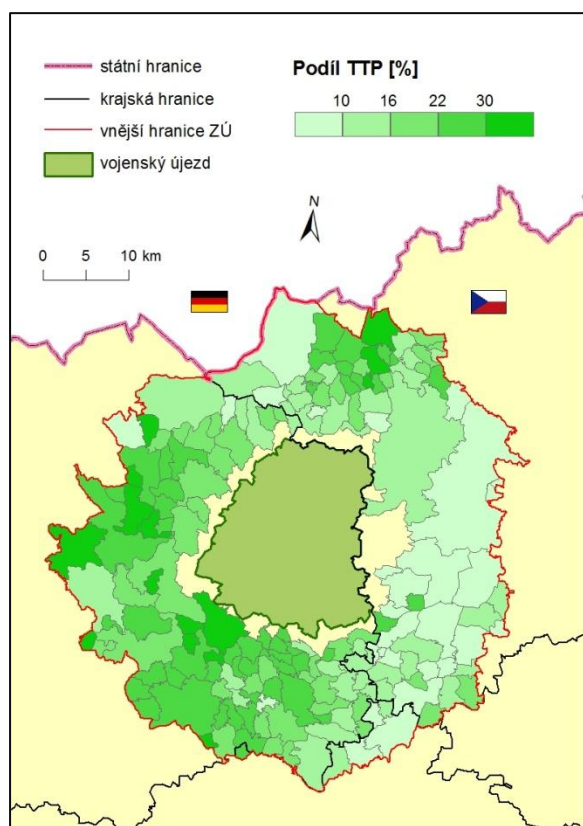 státní hranice
krajská hranice
vnější hranice ZÚ
vojenský újezd
Podíl TTP [%]
10 16 22 30
N
0 5 10 km